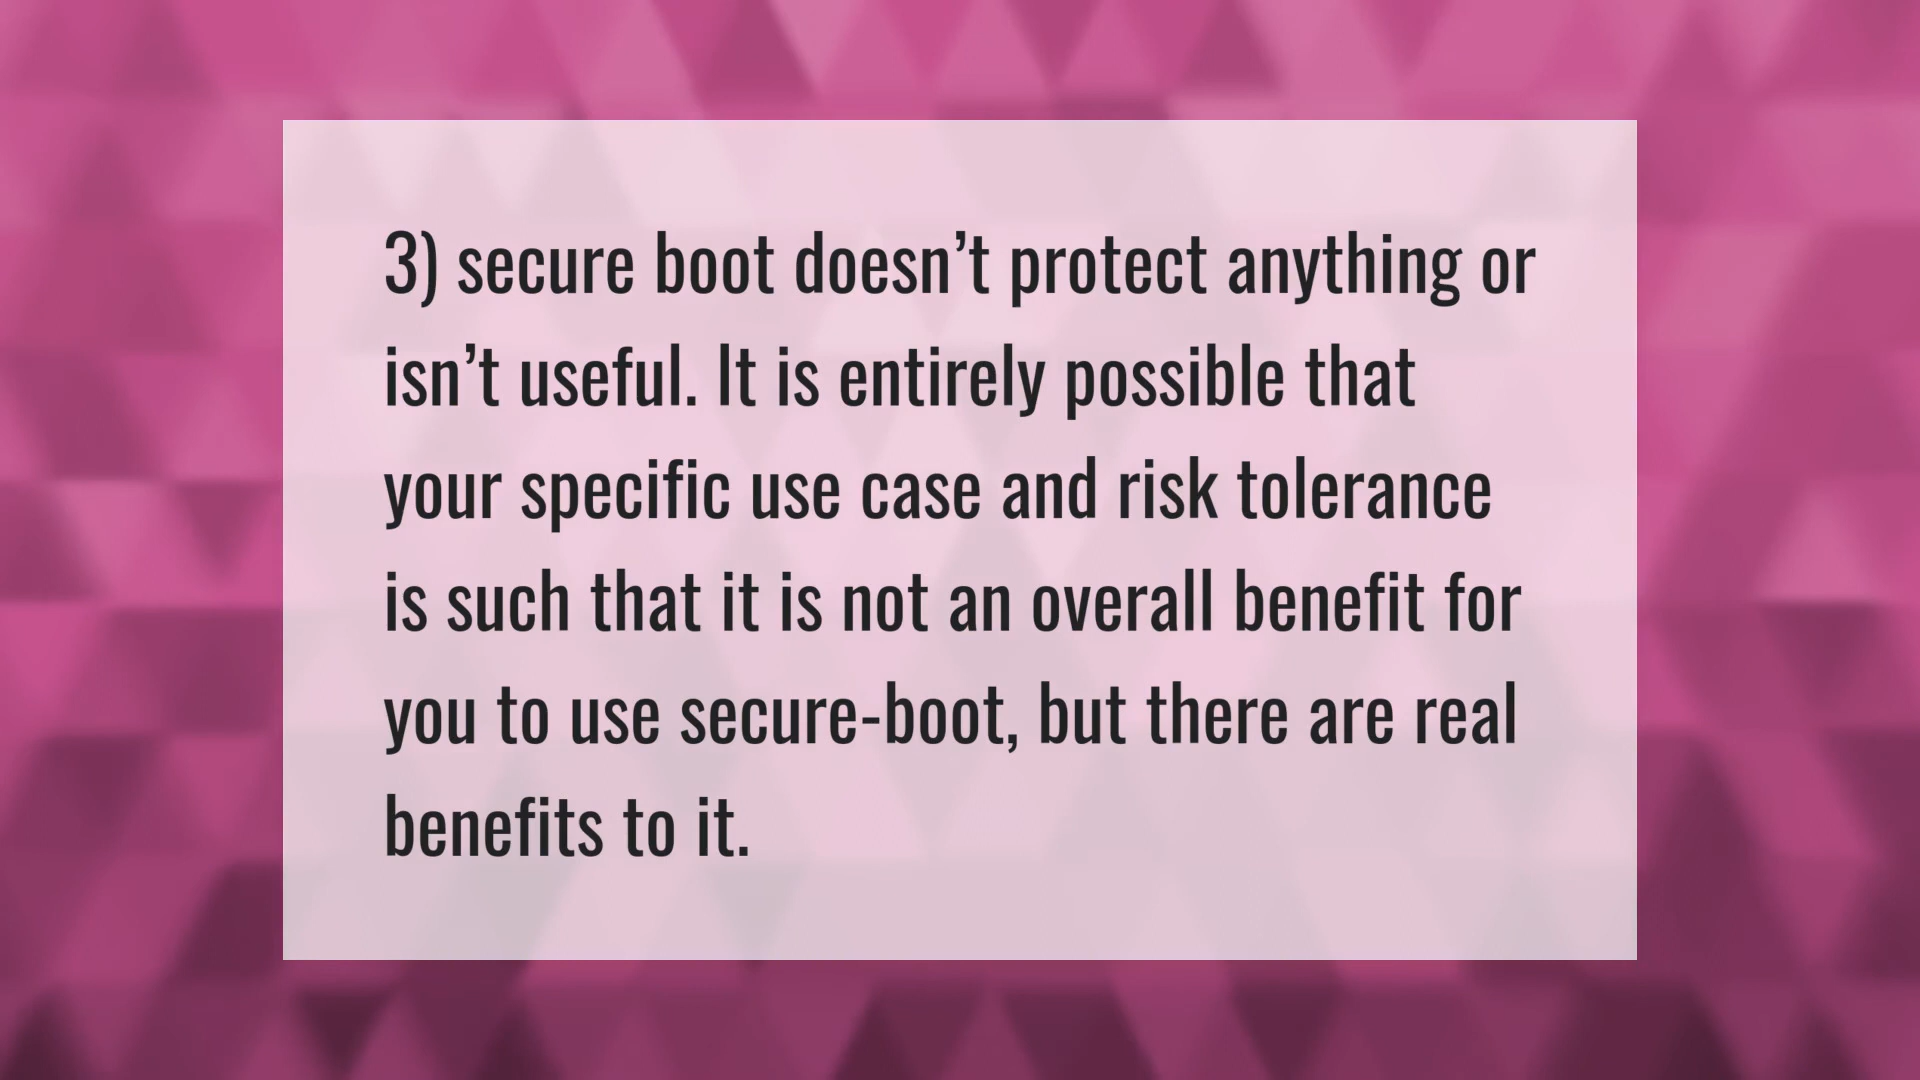 3) secure boot doesn’t protect anything or
isn’t useful. It is entirely possible that
your specific use case and risk tolerance
is such that it is not an overall benefit for
you to use secure-boot, but there are real
benefits to it.